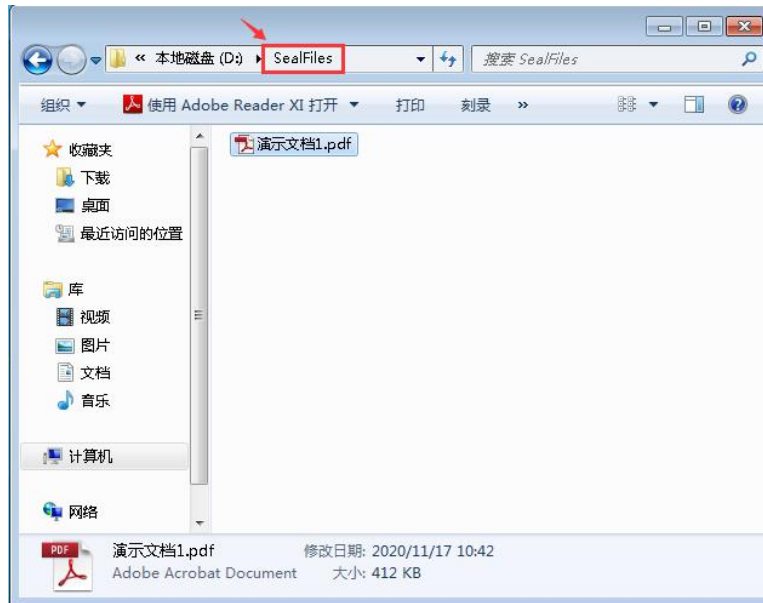 « 本地磁盘 (D:) ▸ SealFiles
搜索 SealFiles
组织 ▼ 使用 Adobe Reader XI 打开 ▼ 打印 刻录 »
收藏夹
下载
桌面
最近访问的位置
库
视频
图片
文档
音乐
计算机
网络
演示文档1.pdf
PDF
演示文档1.pdf 修改日期: 2020/11/17 10:42
Adobe Acrobat Document 大小: 412 KB